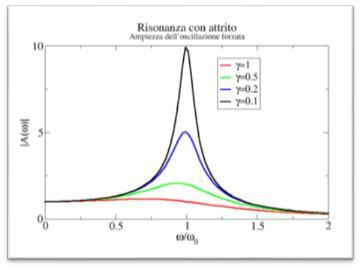 Risonanza con attrito
Ampiezza dell'oscillazione forzata
10
5
0
|A(ω)|
γ=1
γ=0.5
γ=0.2
γ=0.1
0
0.5
1
1.5
2
ω/ω₀